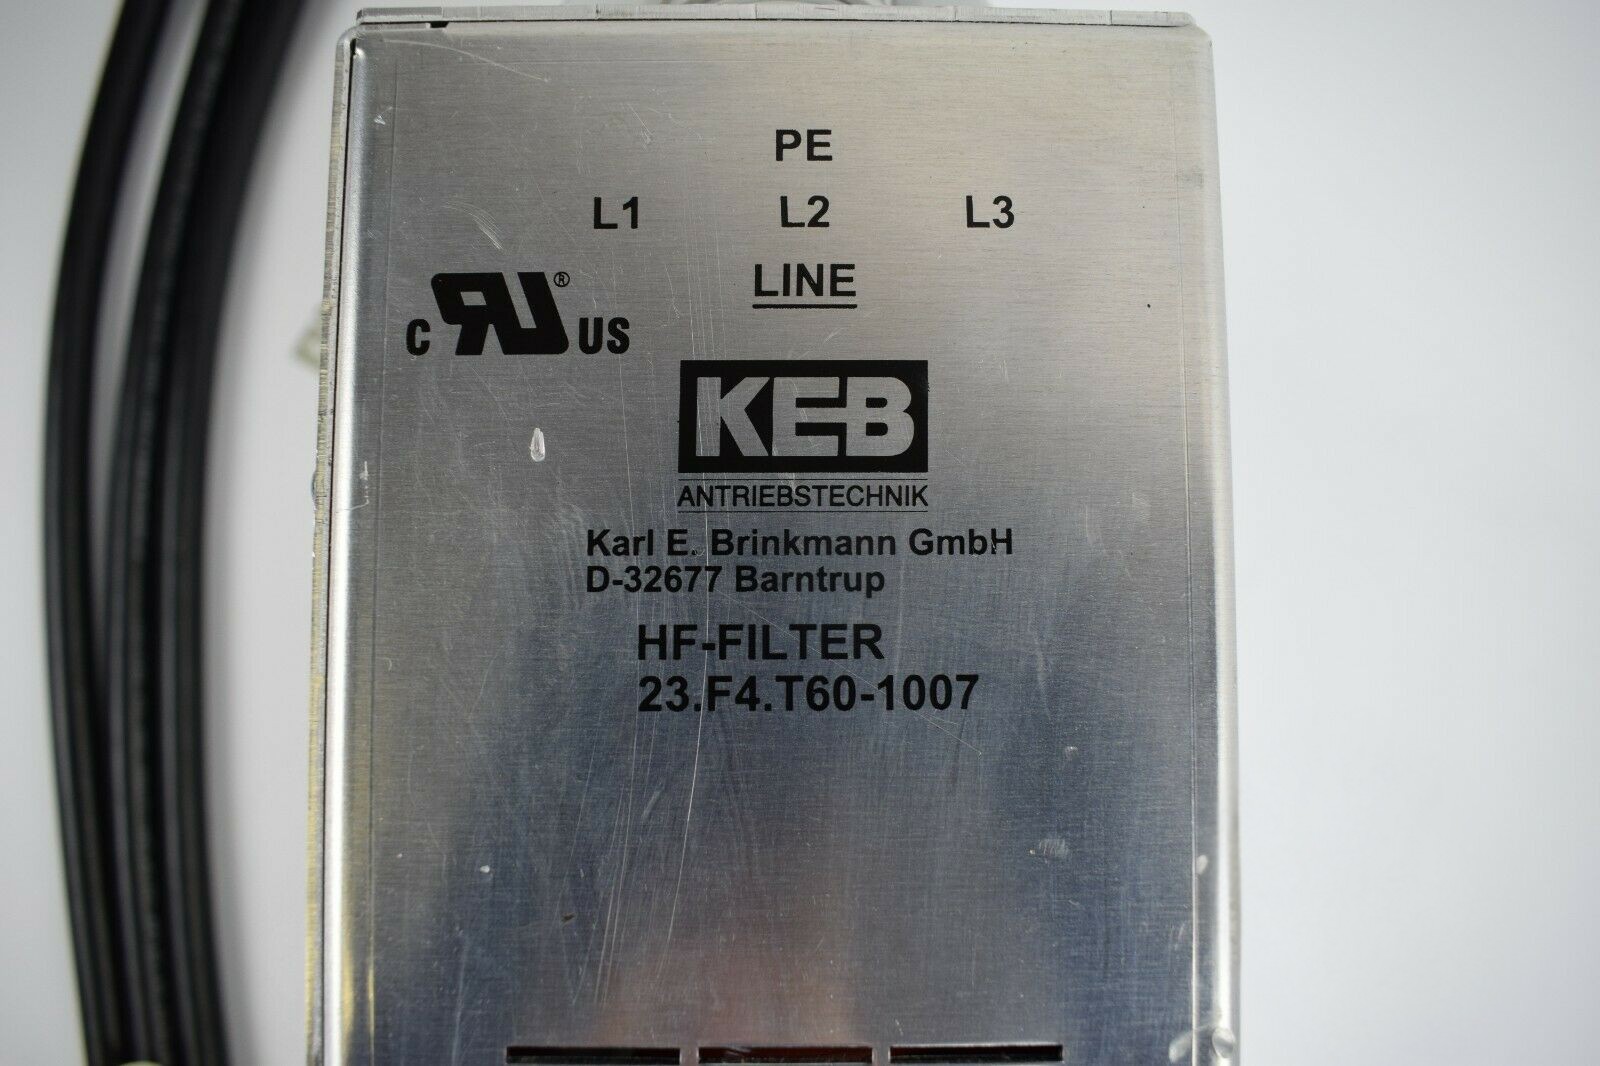 PE
L1 L2 L3
LINE
C RU® US
KEB
ANTRIEBSTECHNIK
Karl E. Brinkmann GmbH
D-32677 Barntrup
HF-FILTER
23.F4.T60-1007